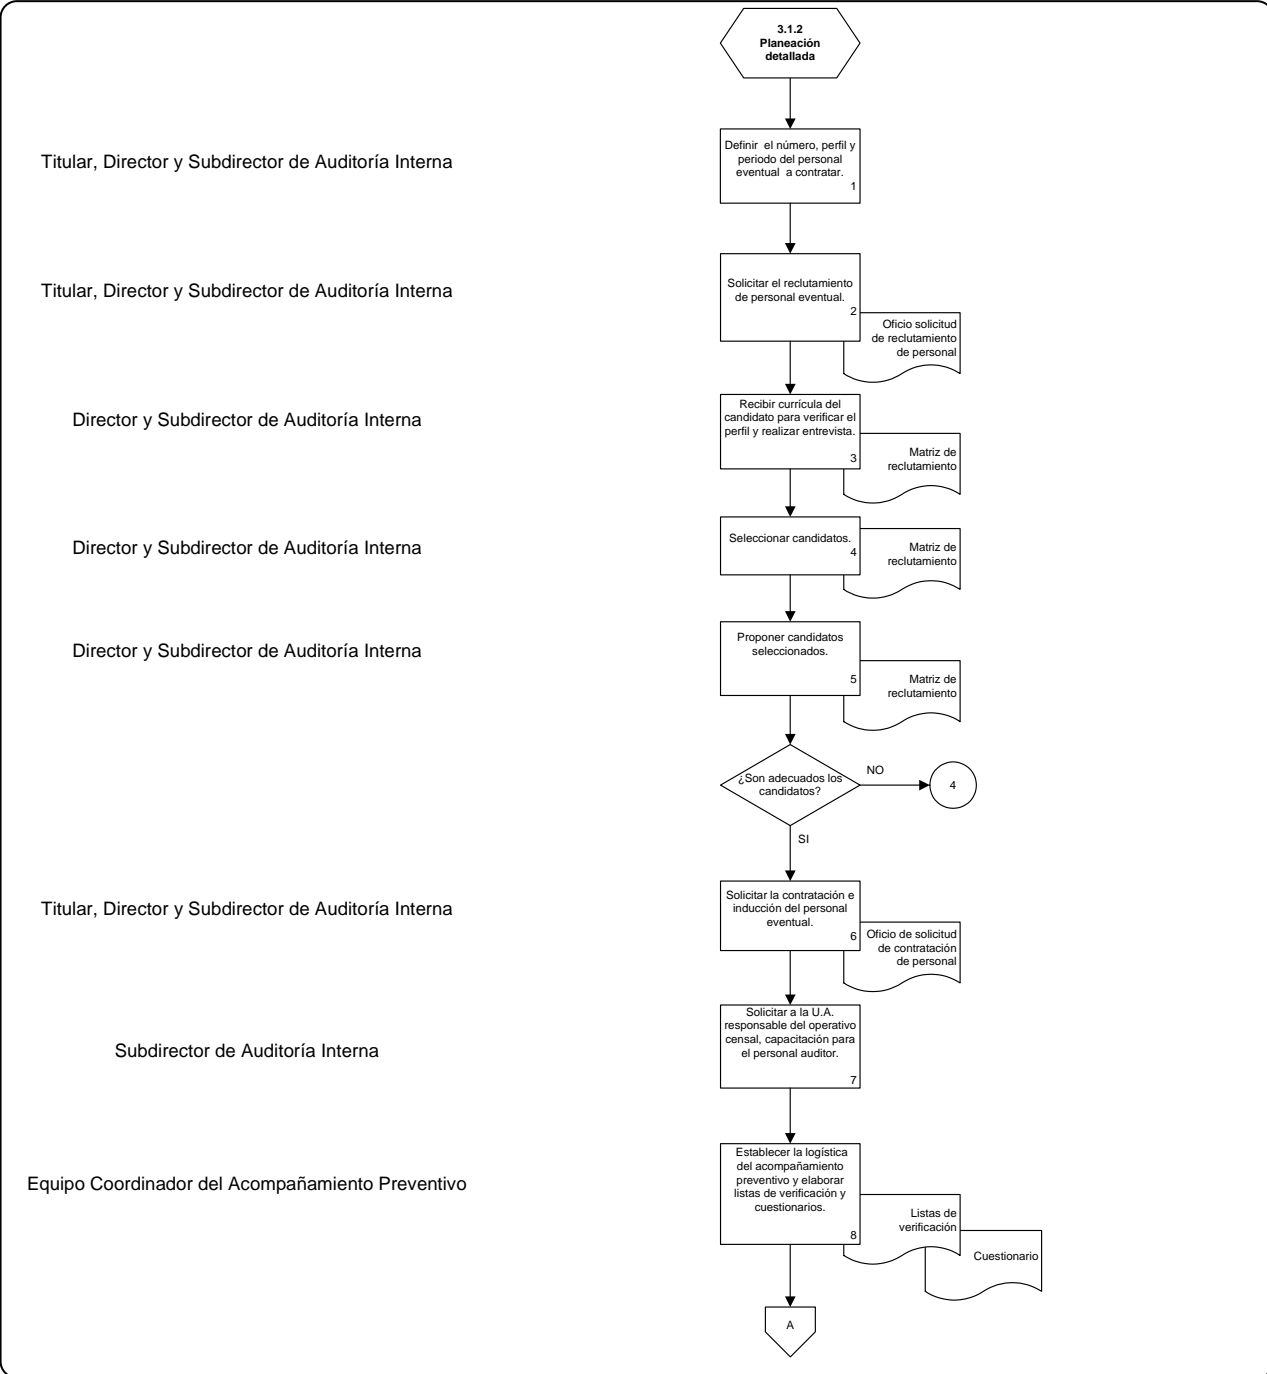 3.1.2
Planeación
detallada
Titular, Director y Subdirector de Auditoría Interna
Definir el número, perfil y
periodo del personal
eventual a contratar.
1
Titular, Director y Subdirector de Auditoría Interna
Solicitar el reclutamiento
de personal eventual.
2
Oficio solicitud
de reclutamiento
de personal
Director y Subdirector de Auditoría Interna
Recibir currícula del
candidato para verificar el
perfil y realizar entrevista.
3
Matriz de
reclutamiento
Director y Subdirector de Auditoría Interna
Seleccionar candidatos.
4
Matriz de
reclutamiento
Director y Subdirector de Auditoría Interna
Proponer candidatos
seleccionados.
5
Matriz de
reclutamiento
¿Son adecuados los
candidatos?
NO
4
SI
Titular, Director y Subdirector de Auditoría Interna
Solicitar la contratación e
inducción del personal
eventual.
6
Oficio de solicitud
de contratación
de personal
Subdirector de Auditoría Interna
Solicitar a la U.A.
responsable del operativo
censal, capacitación para
el personal auditor.
7
Equipo Coordinador del Acompañamiento Preventivo
Establecer la logística
del acompañamiento
preventivo y elaborar
listas de verificación y
cuestionarios.
8
Listas de
verificación
Cuestionario
A